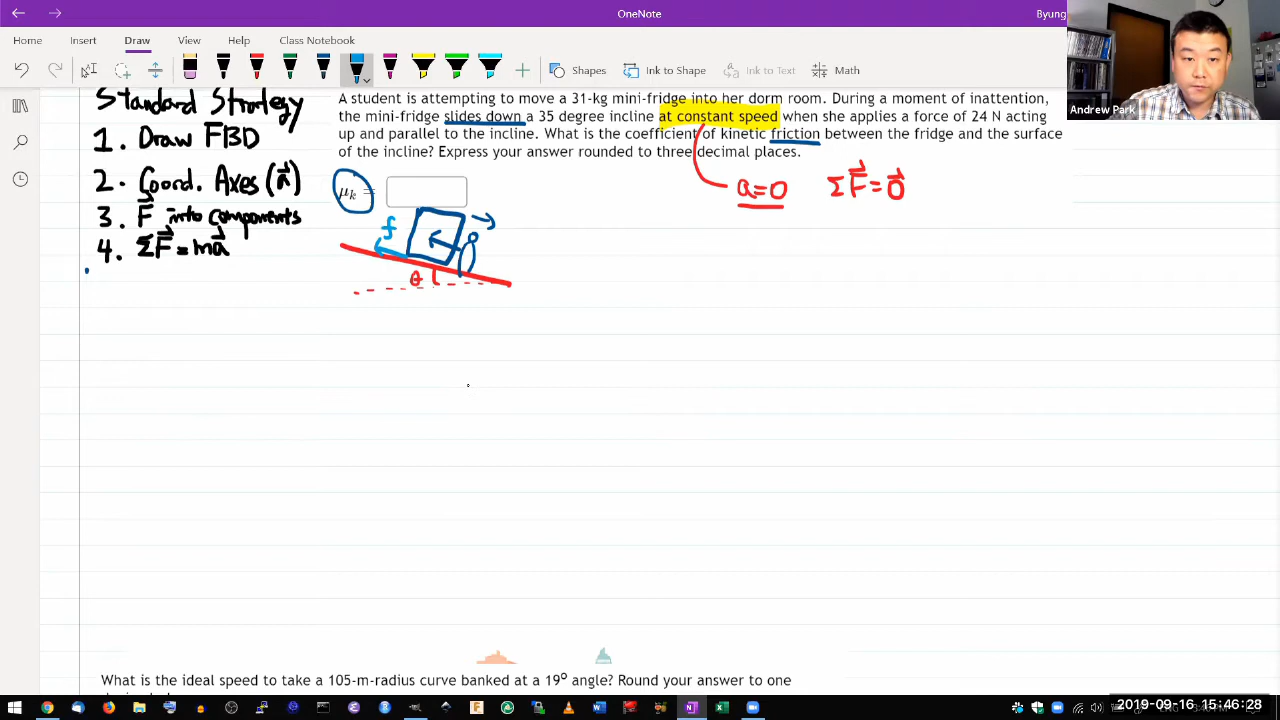 OneNote
Byung
Home Insert Draw View Help Class Notebook
Shapes Ink to Shape Ink to Text Math
Andrew Park
Standard Strategy
1. Draw FBD
2. Coord. Axes (a⃗)
3. F⃗ into components
4. ΣF⃗ = ma⃗
A student is attempting to move a 31-kg mini-fridge into her dorm room. During a moment of inattention,
the mini-fridge slides down a 35 degree incline at constant speed when she applies a force of 24 N acting
up and parallel to the incline. What is the coefficient of kinetic friction between the fridge and the surface
of the incline? Express your answer rounded to three decimal places.
μk =
a=0 ΣF⃗ = 0⃗
f
θ
What is the ideal speed to take a 105-m-radius curve banked at a 19° angle? Round your answer to one
2019-09-16 15:46:28